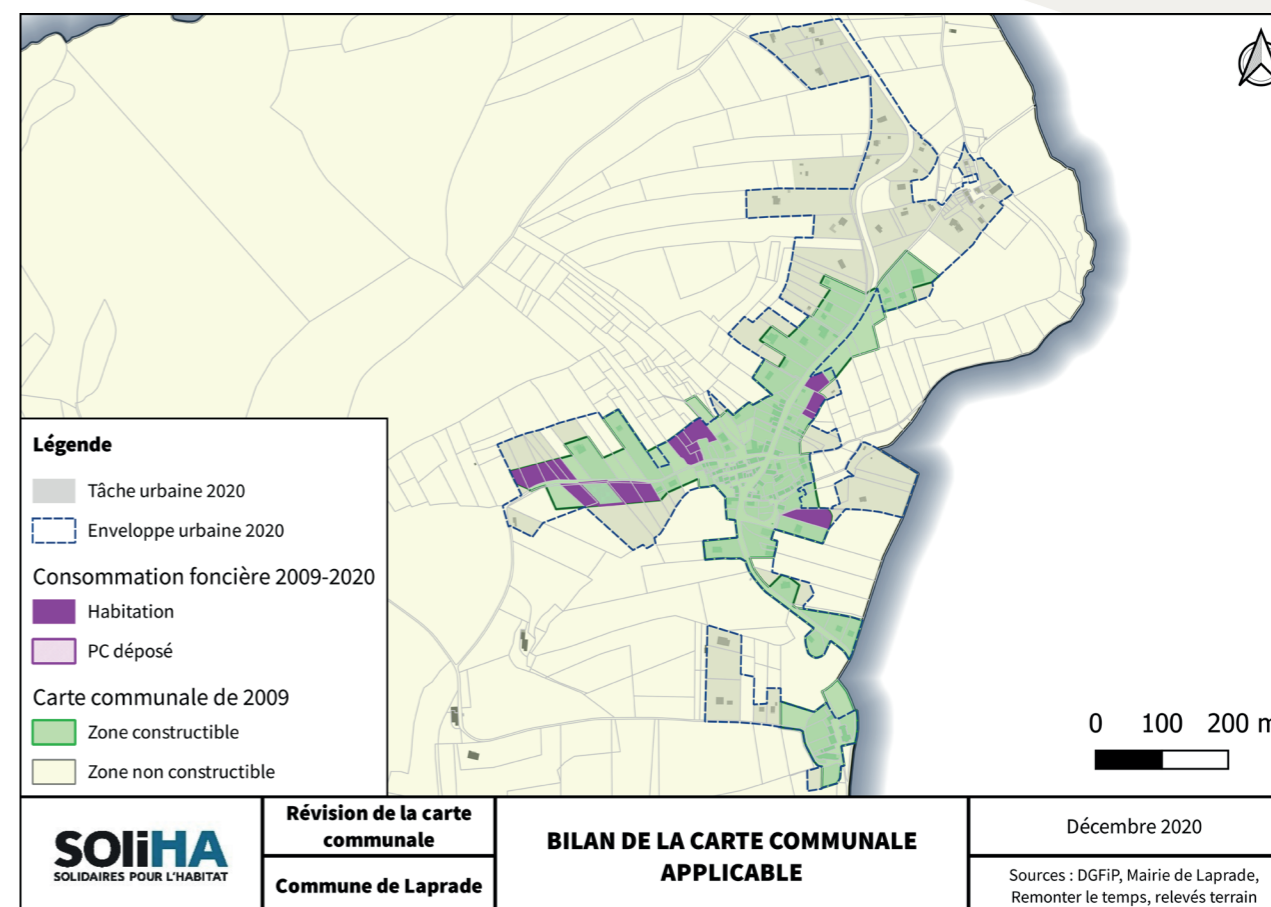 Légende
Tâche urbaine 2020
Enveloppe urbaine 2020
Consommation foncière 2009-2020
Habitation
PC déposé
Carte communale de 2009
Zone constructible
Zone non constructible
0 100 200 m
SOLiHA
SOLIDAIRES POUR L'HABITAT
Révision de la carte
communale
Commune de Laprade
BILAN DE LA CARTE COMMUNALE
APPLICABLE
Décembre 2020
Sources : DGFiP, Mairie de Laprade,
Remonter le temps, relevés terrain